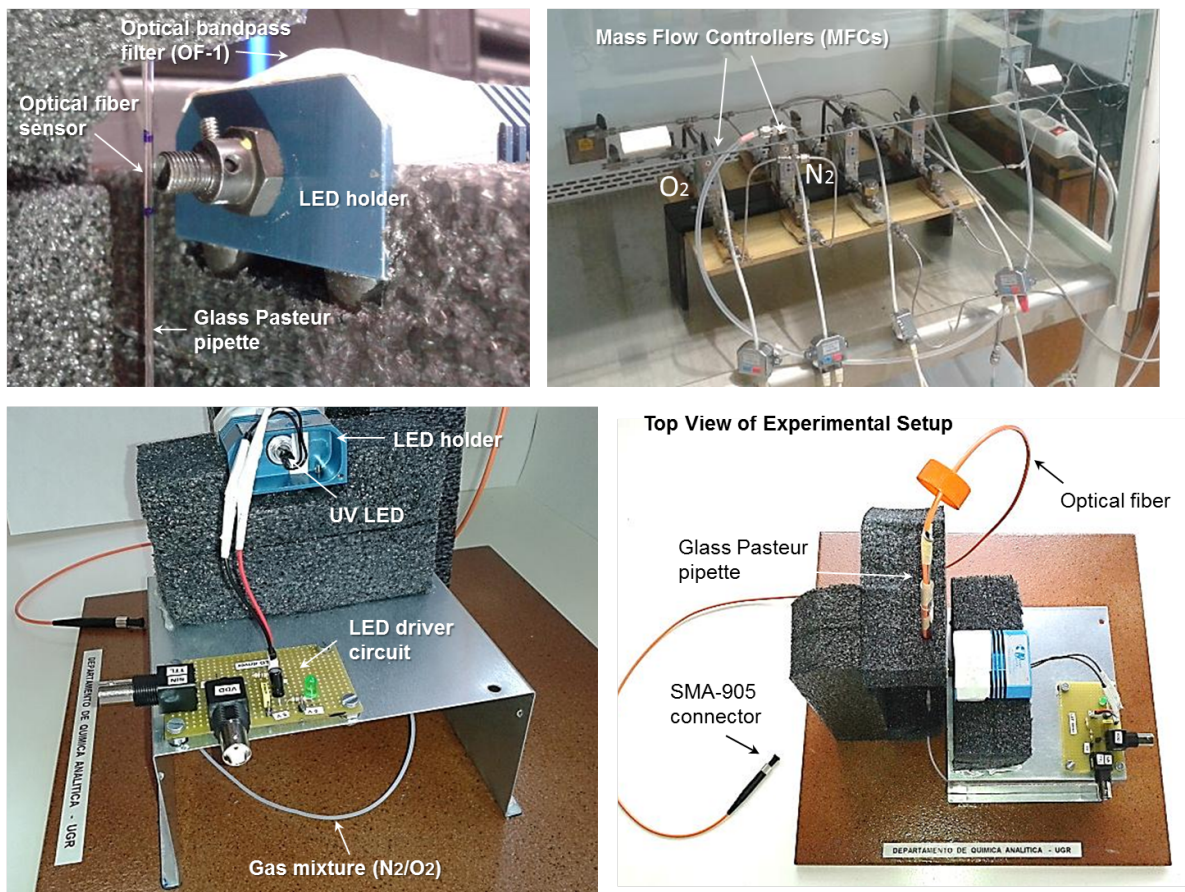 Optical bandpass
filter (OF-1)
Optical fiber
sensor
LED holder
Glass Pasteur
pipette
Mass Flow Controllers (MFCs)
O2
N2
LED holder
UV LED
LED driver
circuit
SIN
TTL
VDD
DEPARTAMENTO DE QUIMICA ANALITICA - UGR
Gas mixture (N2/O2)
Top View of Experimental Setup
Optical fiber
Glass Pasteur
pipette
SMA-905
connector
DEPARTAMENTO DE QUIMICA ANALITICA - UGR